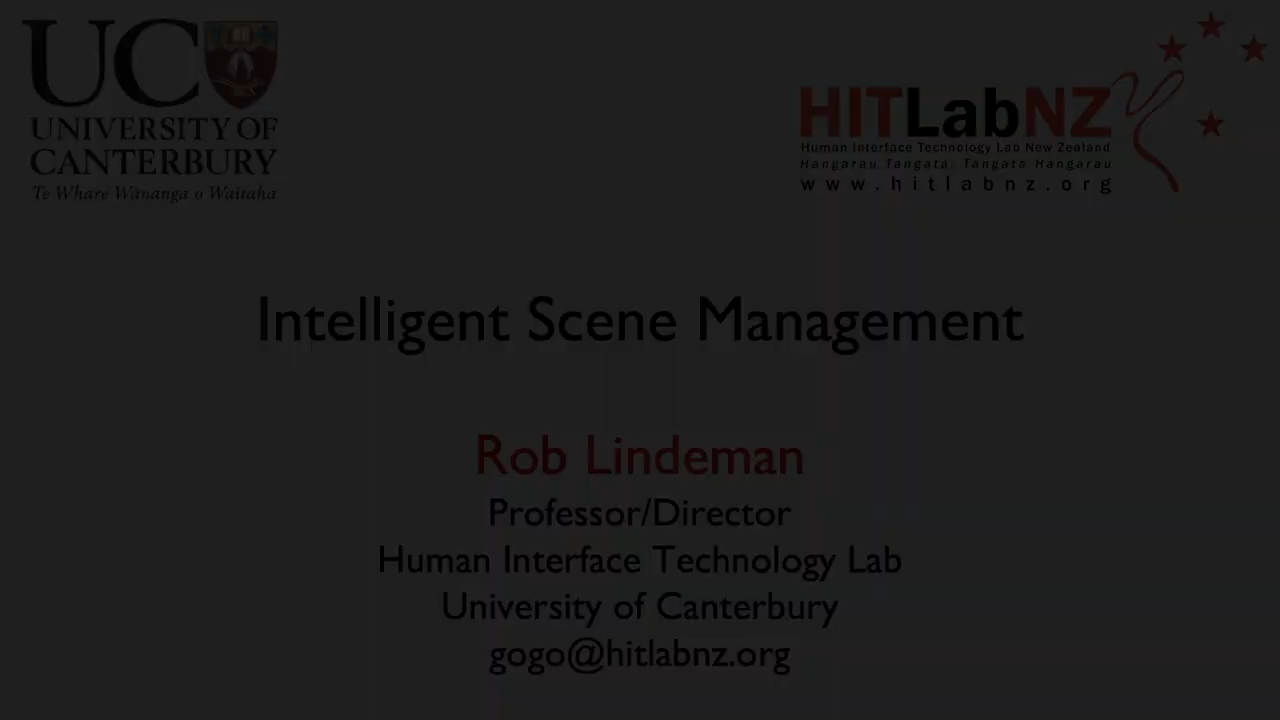 UC
UNIVERSITY OF
CANTERBURY
Te Whare Wānanga o Waitaha
HITLabNZ
Human Interface Technology Lab New Zealand
Hangarau Tangata, Tangata Hangarau
www.hitlabnz.org
Intelligent Scene Management
Rob Lindeman
Professor/Director
Human Interface Technology Lab
University of Canterbury
gogo@hitlabnz.org